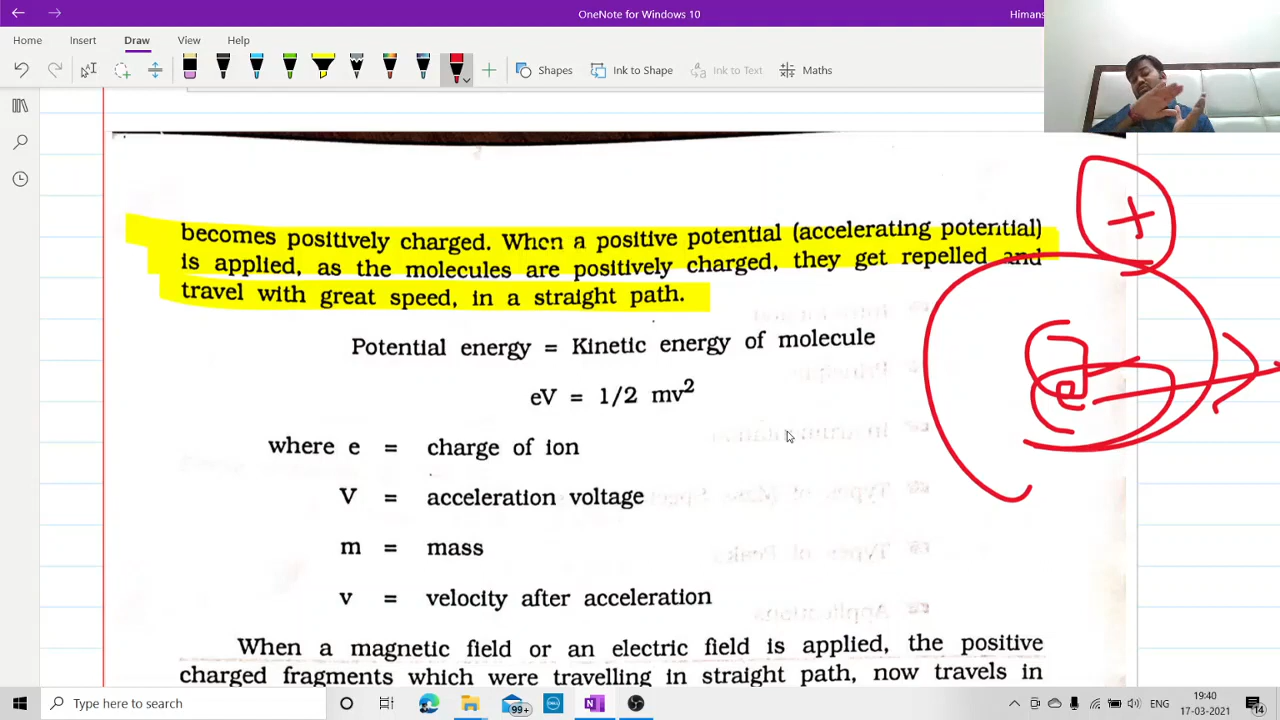 OneNote for Windows 10
Himans
Home Insert Draw View Help
Shapes Ink to Shape Ink to Text Maths
becomes positively charged. When a positive potential (accelerating potential)
is applied, as the molecules are positively charged, they get repelled and
travel with great speed, in a straight path.
Potential energy = Kinetic energy of molecule
eV = 1/2 mv²
where e = charge of ion
V = acceleration voltage
m = mass
v = velocity after acceleration
When a magnetic field or an electric field is applied, the positive
charged fragments which were travelling in straight path, now travels in
+
e
Type here to search
99+
DELL
N
ENG
19:40
17-03-2021
14